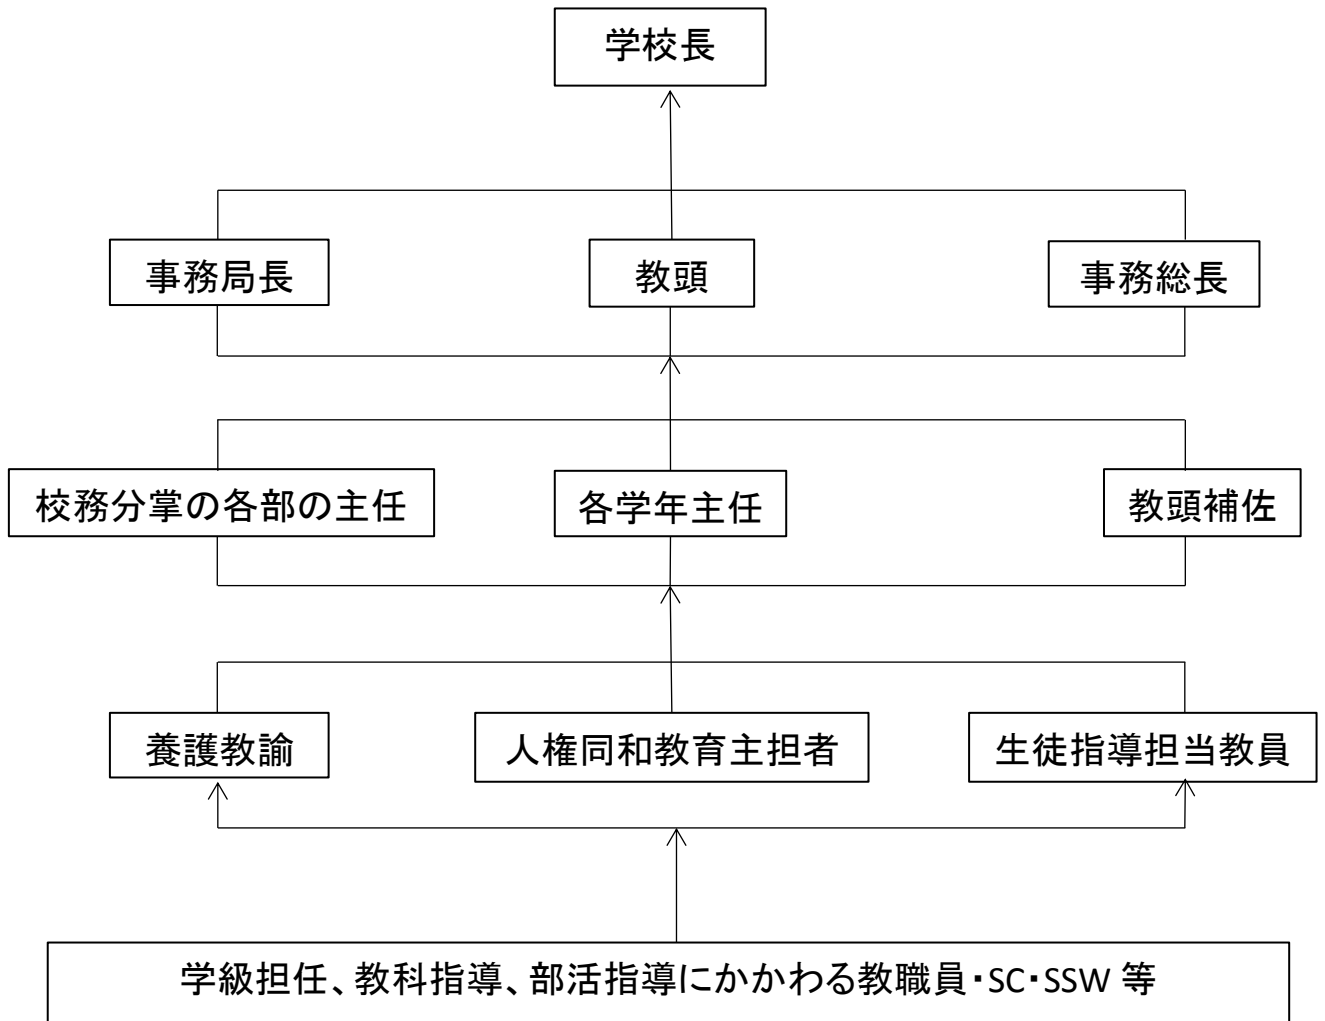 学校長
事務局長
教頭
事務総長
校務分掌の各部の主任
各学年主任
教頭補佐
養護教諭
人権同和教育主担者
生徒指導担当教員
学級担任、教科指導、部活指導にかかわる教職員・SC・SSW 等